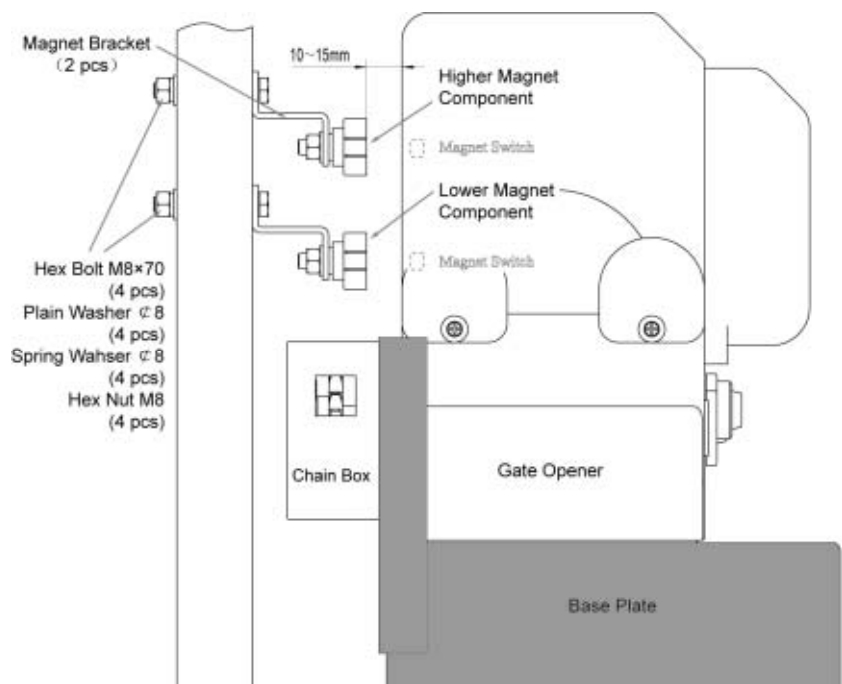 Magnet Bracket
(2 pcs)
10~15mm
Higher Magnet
Component
Magnet Switch
Lower Magnet
Component
Magnet Switch
Hex Bolt M8×70
(4 pcs)
Plain Washer ₵8
(4 pcs)
Spring Wahser ₵8
(4 pcs)
Hex Nut M8
(4 pcs)
Chain Box
Gate Opener
Base Plate